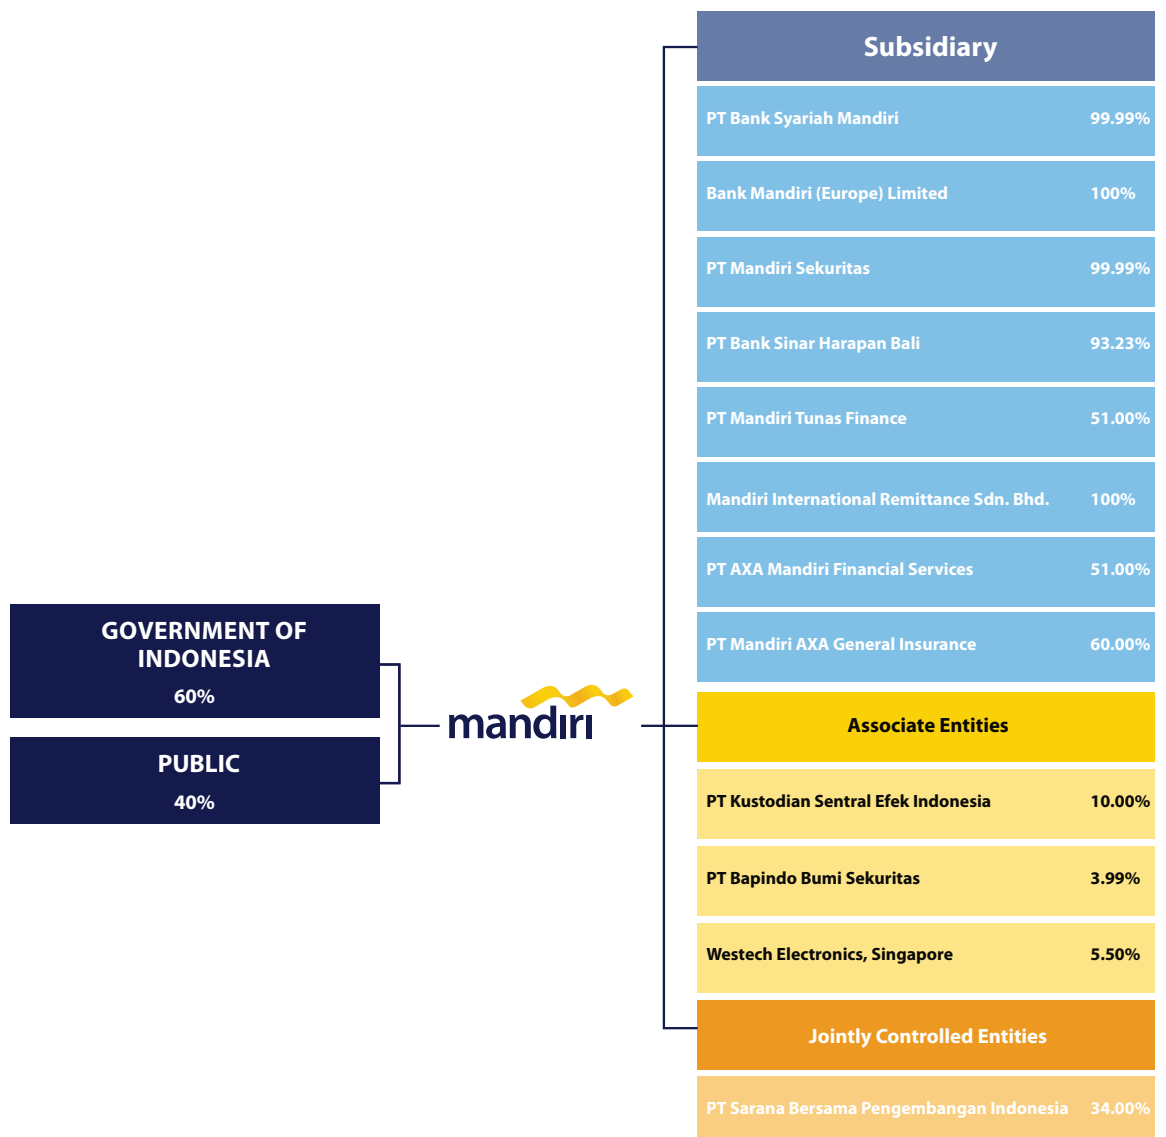 GOVERNMENT OF
INDONESIA
60%
PUBLIC
40%
mandırı
Subsidiary
PT Bank Syariah Mandiri 99.99%
Bank Mandiri (Europe) Limited 100%
PT Mandiri Sekuritas 99.99%
PT Bank Sinar Harapan Bali 93.23%
PT Mandiri Tunas Finance 51.00%
Mandiri International Remittance Sdn. Bhd. 100%
PT AXA Mandiri Financial Services 51.00%
PT Mandiri AXA General Insurance 60.00%
Associate Entities
PT Kustodian Sentral Efek Indonesia 10.00%
PT Bapindo Bumi Sekuritas 3.99%
Westech Electronics, Singapore 5.50%
Jointly Controlled Entities
PT Sarana Bersama Pengembangan Indonesia 34.00%